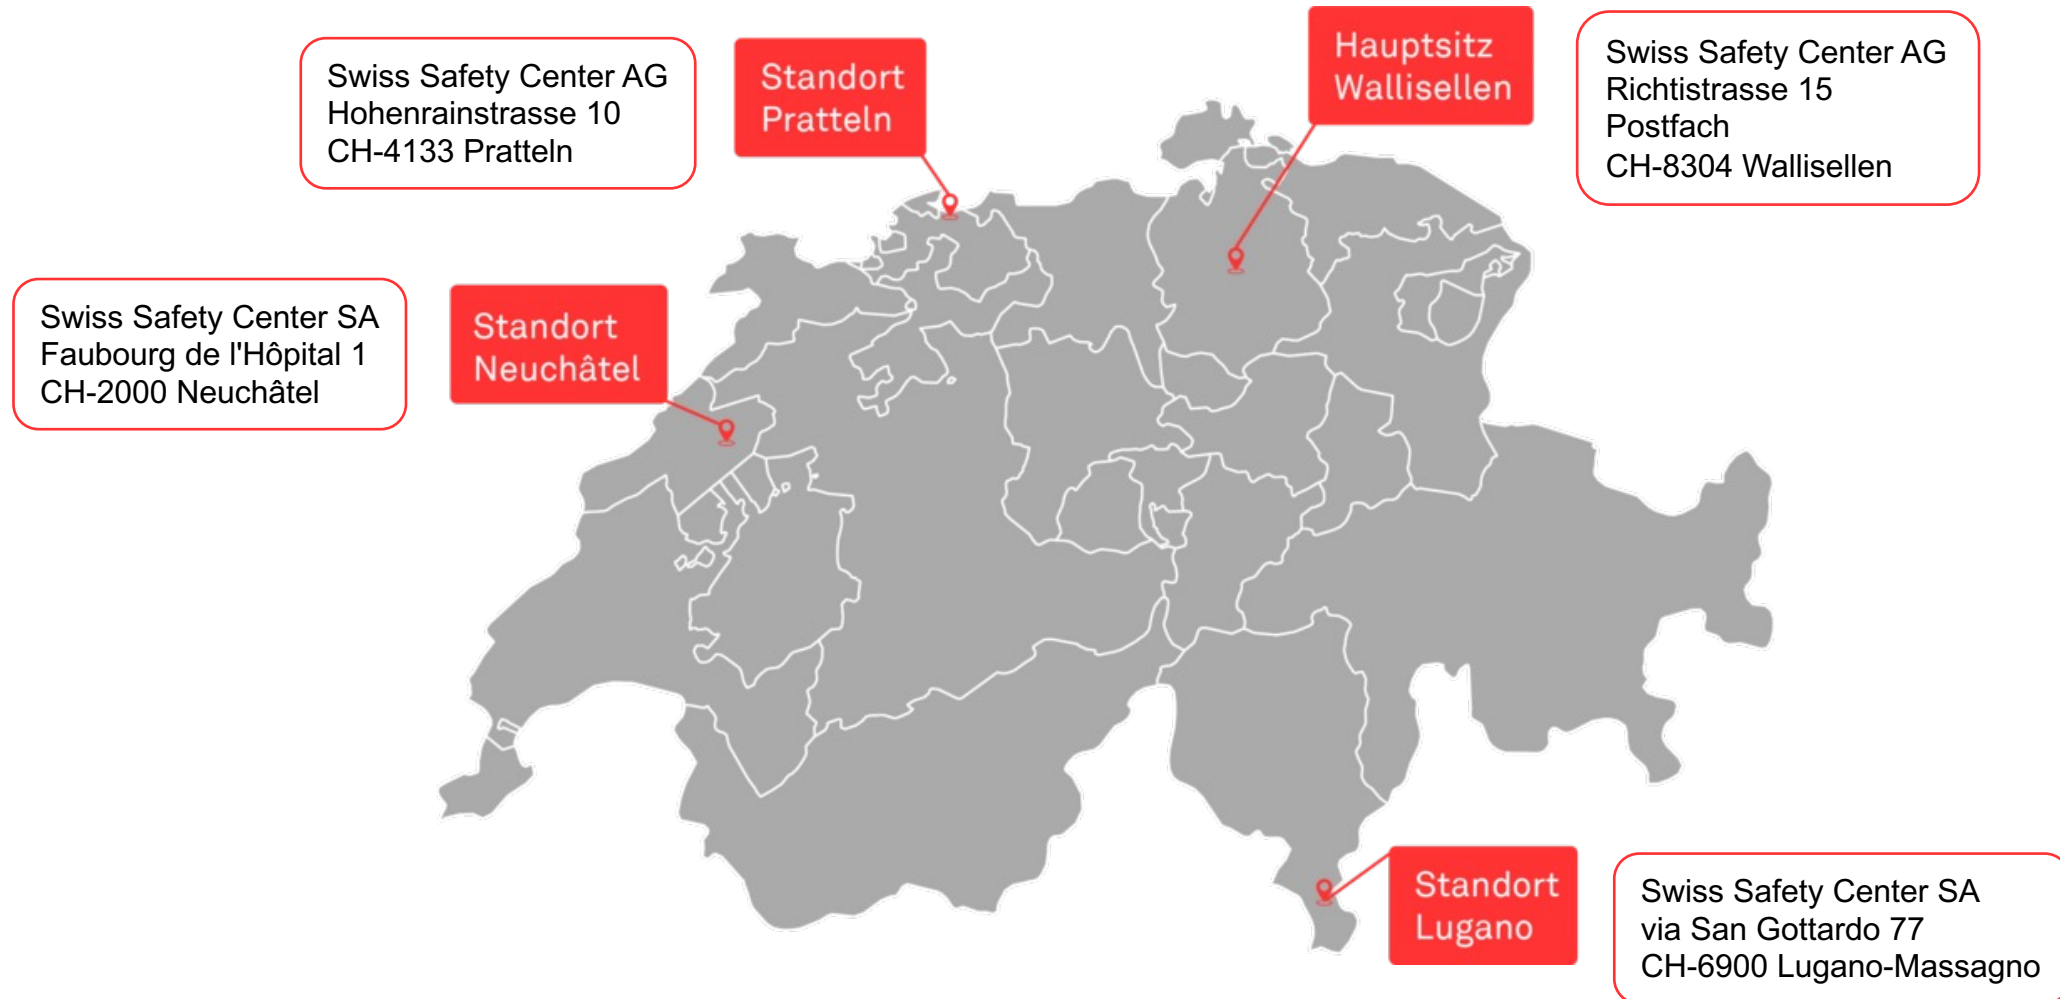 Swiss Safety Center AG
Hohenrainstrasse 10
CH-4133 Pratteln
Standort
Pratteln
Hauptsitz
Wallisellen
Swiss Safety Center AG
Richtistrasse 15
Postfach
CH-8304 Wallisellen
Swiss Safety Center SA
Faubourg de l'Hôpital 1
CH-2000 Neuchâtel
Standort
Neuchâtel
Standort
Lugano
Swiss Safety Center SA
via San Gottardo 77
CH-6900 Lugano-Massagno